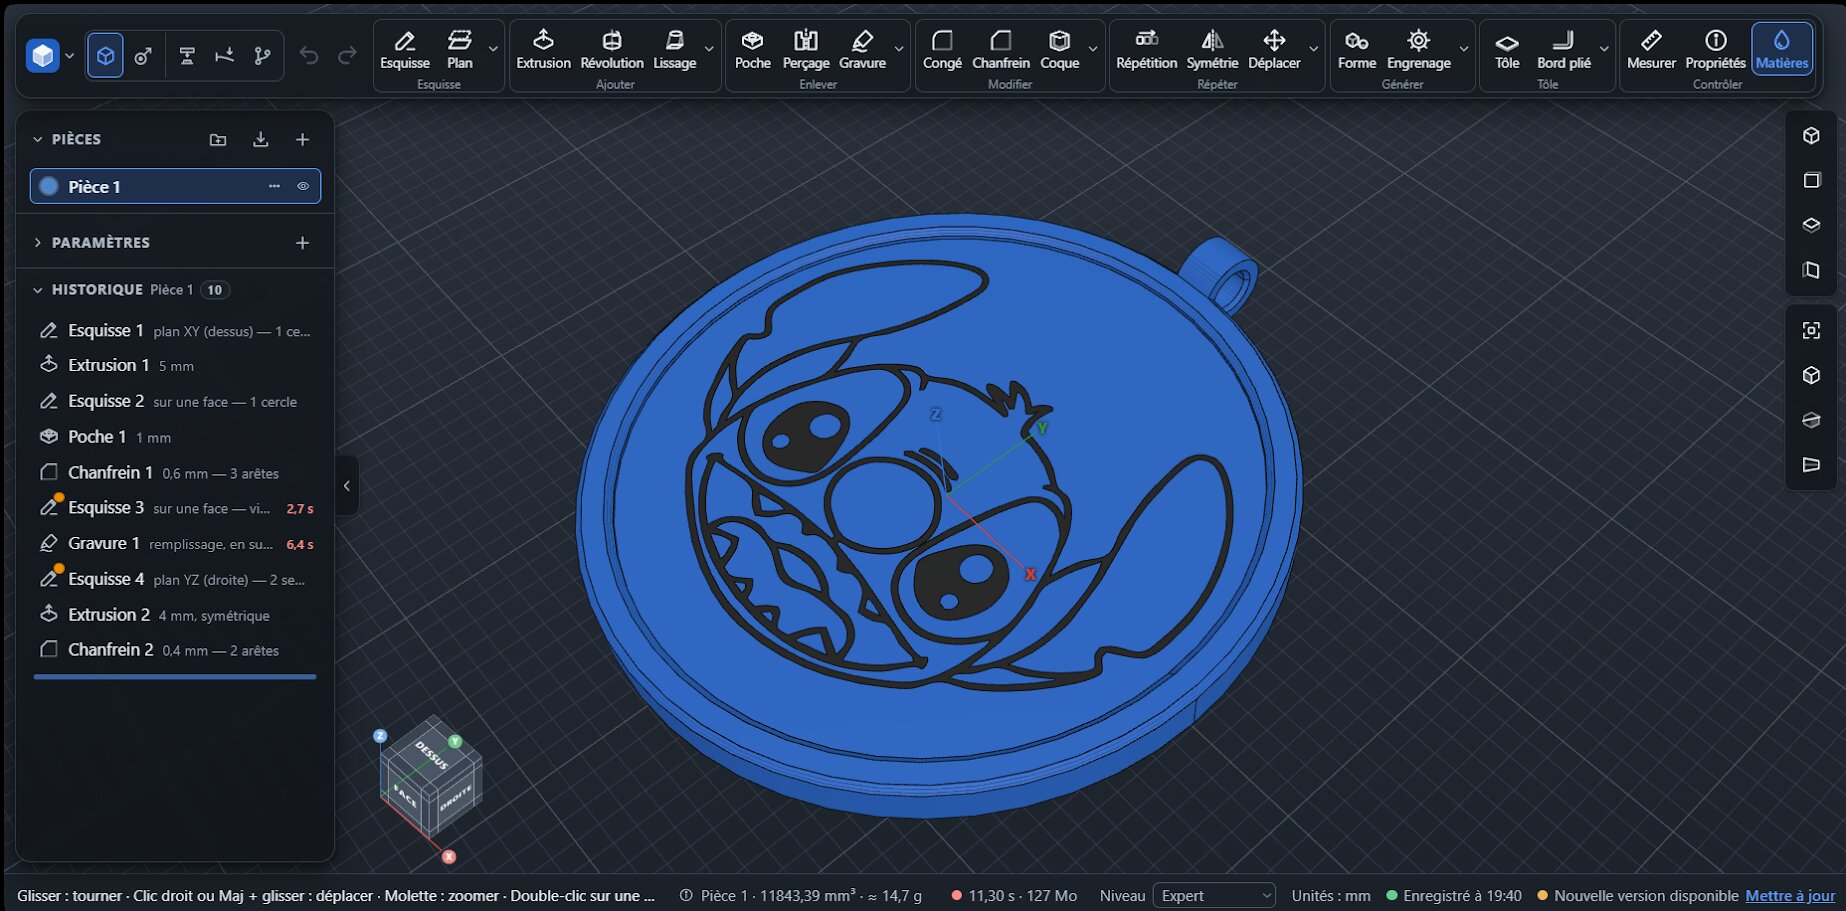 Esquisse Plan
Esquisse
Extrusion Révolution Lissage
Ajouter
Poche Perçage Gravure
Enlever
Congé Chanfrein Coque
Modifier
Répétition Symétrie Déplacer
Répéter
Forme Engrenage
Générer
Tôle Bord plié
Tôle
Mesurer Propriétés Matières
Contrôler
PIÈCES
Pièce 1
PARAMÈTRES
HISTORIQUE Pièce 1 10
Esquisse 1 plan XY (dessus) — 1 ce...
Extrusion 1 5 mm
Esquisse 2 sur une face — 1 cercle
Poche 1 1 mm
Chanfrein 1 0,6 mm — 3 arêtes
Esquisse 3 sur une face — vi... 2,7 s
Gravure 1 remplissage, en su... 6,4 s
Esquisse 4 plan YZ (droite) — 2 se...
Extrusion 2 4 mm, symétrique
Chanfrein 2 0,4 mm — 2 arêtes
Z
Y
X
Z
Y
DESSUS
FACE
DROITE
X
Glisser : tourner · Clic droit ou Maj + glisser : déplacer · Molette : zoomer · Double-clic sur une ...
Pièce 1 · 11843,39 mm³ · ≈ 14,7 g
11,30 s · 127 Mo
Niveau Expert
Unités : mm
Enregistré à 19:40
Nouvelle version disponible Mettre à jour